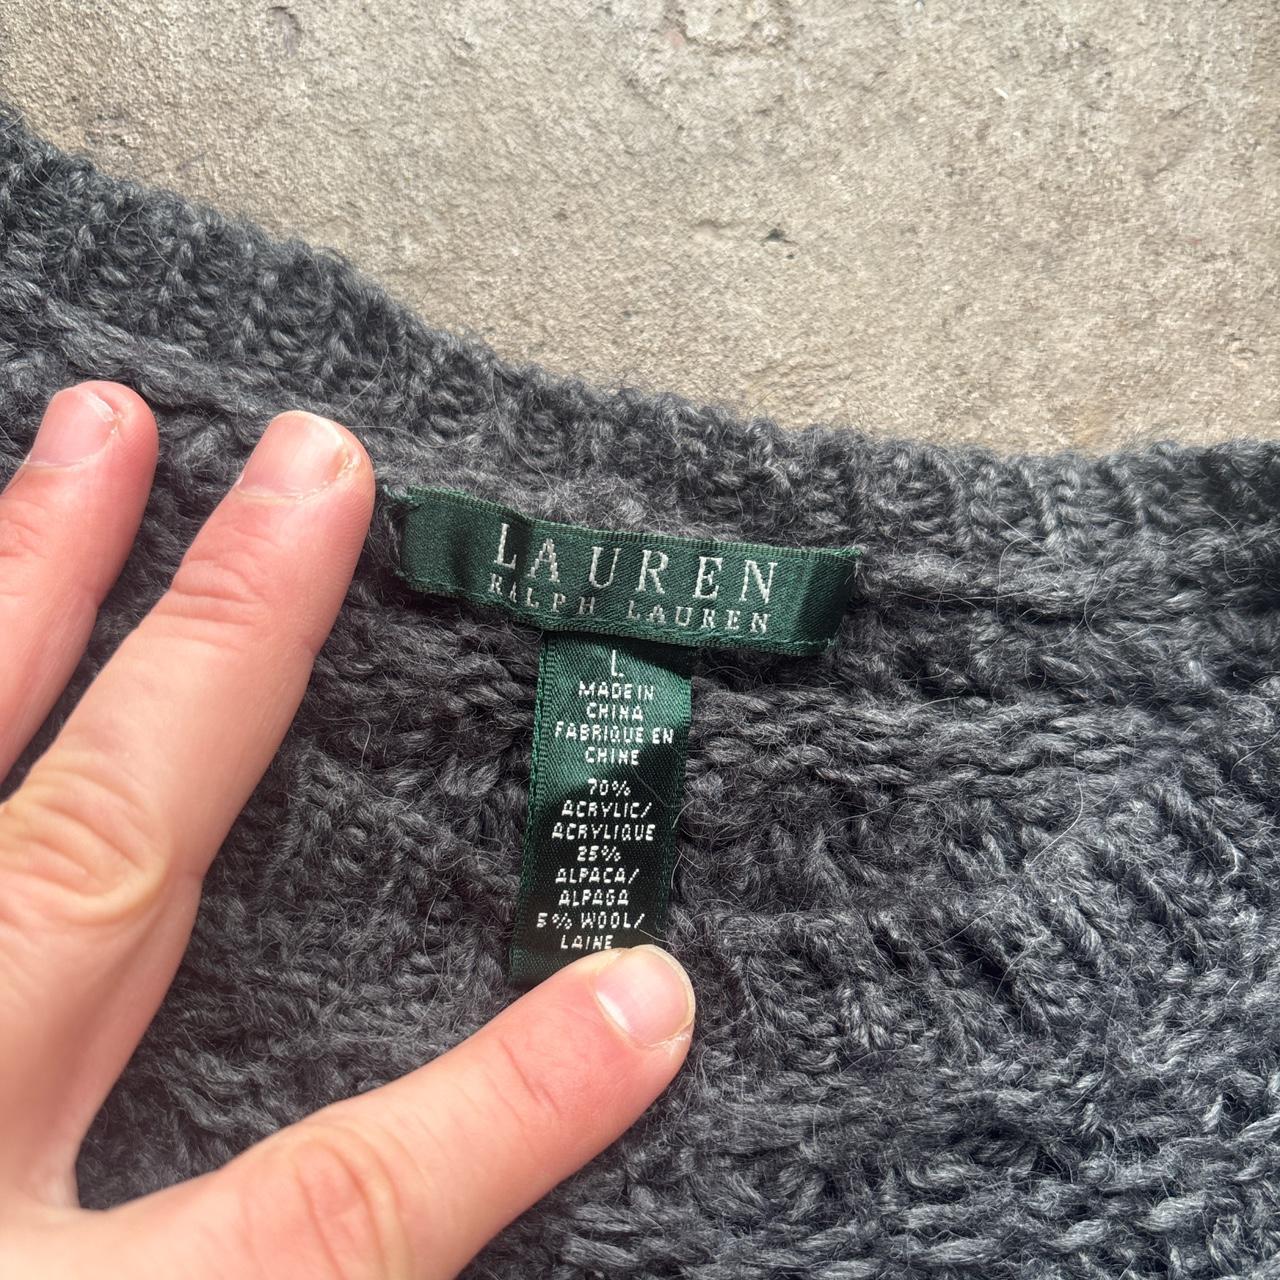 LAUREN
RALPH LAUREN
L
MADE IN
CHINA
FABRIQUE EN
CHINE
70%
ACRYLIC/
ACRYLIQUE
25%
ALPACA/
ALPAGA
5% WOOL/
LAINE